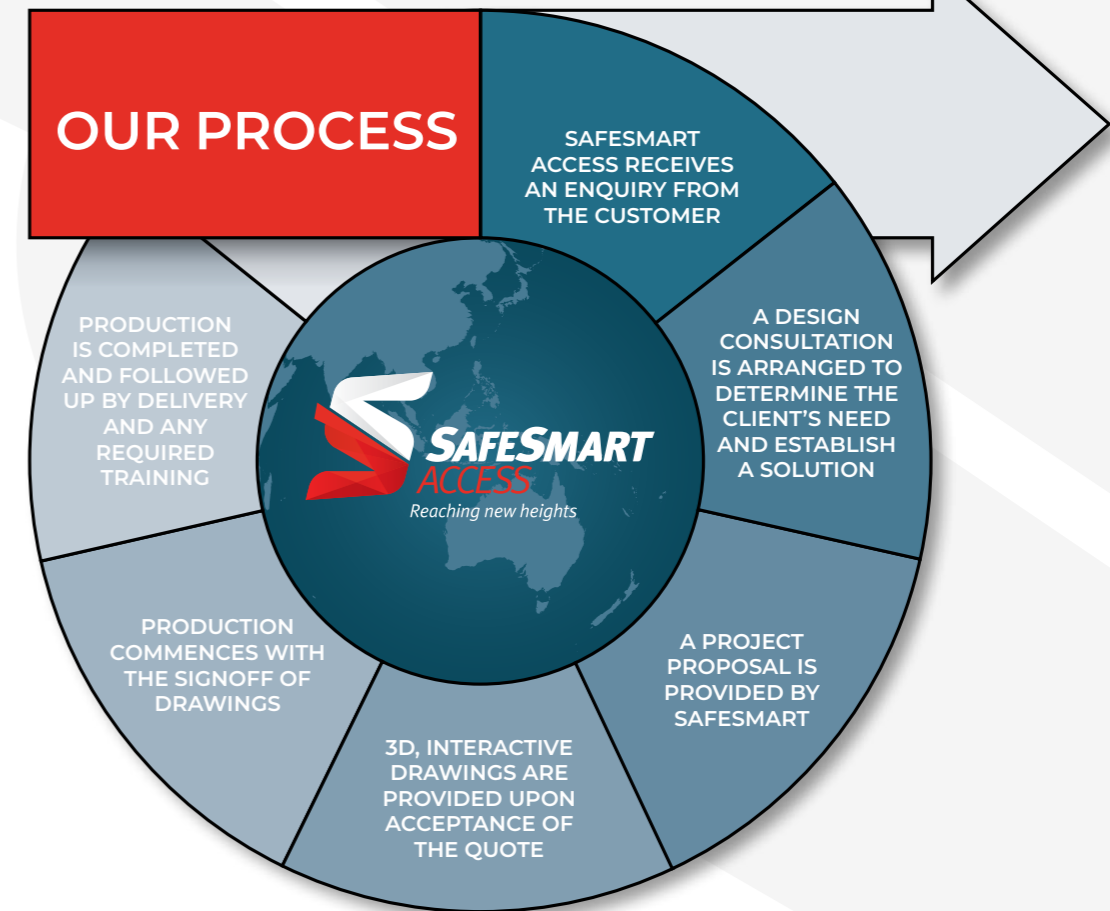 OUR PROCESS
SAFESMART
ACCESS RECEIVES
AN ENQUIRY FROM
THE CUSTOMER
A DESIGN
CONSULTATION
IS ARRANGED TO
DETERMINE THE
CLIENT'S NEED
AND ESTABLISH
A SOLUTION
A PROJECT
PROPOSAL IS
PROVIDED BY
SAFESMART
3D, INTERACTIVE
DRAWINGS ARE
PROVIDED UPON
ACCEPTANCE OF
THE QUOTE
PRODUCTION
COMMENCES WITH
THE SIGNOFF OF
DRAWINGS
PRODUCTION
IS COMPLETED
AND FOLLOWED
UP BY DELIVERY
AND ANY
REQUIRED
TRAINING
SAFESMART
ACCESS
Reaching new heights